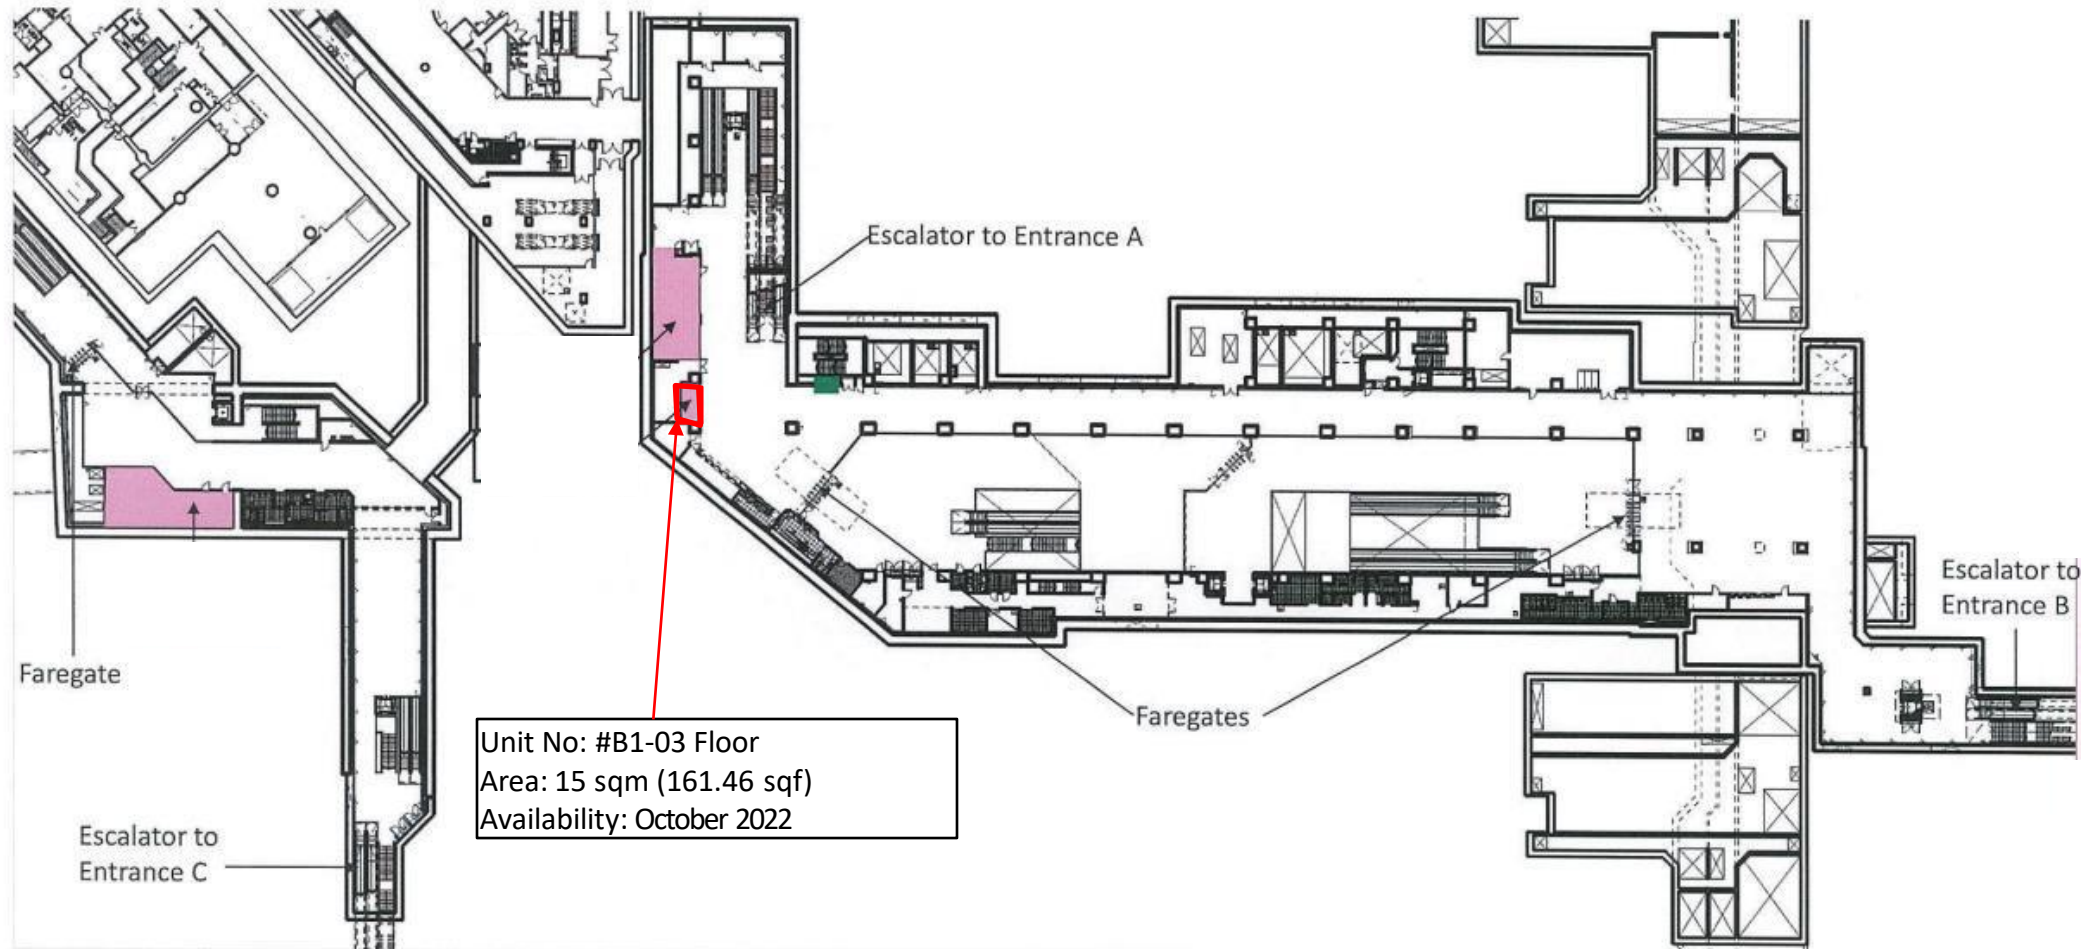 Escalator to Entrance A
Escalator to
Entrance B
Faregate
Faregates
Unit No: #B1-03 Floor
Area: 15 sqm (161.46 sqf)
Availability: October 2022
Escalator to
Entrance C